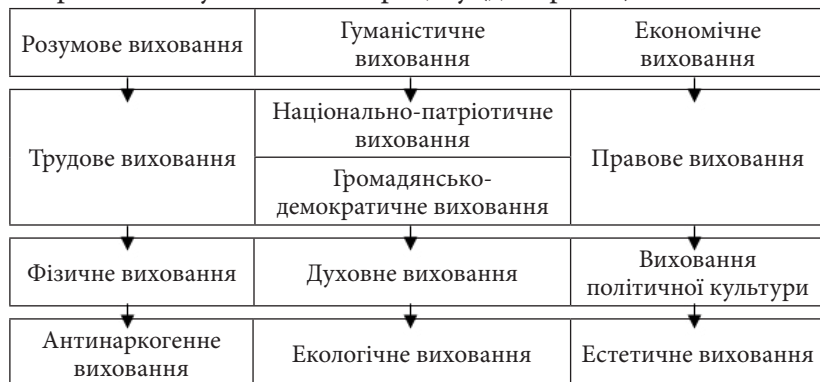 Розумове виховання
Гуманістичне
виховання
Економічне
виховання
Трудове виховання
Національно-патріотичне
виховання
Громадянсько-
демократичне виховання
Правове виховання
Фізичне виховання
Духовне виховання
Виховання
політичної культури
Антинаркогенне
виховання
Екологічне виховання
Естетичне виховання